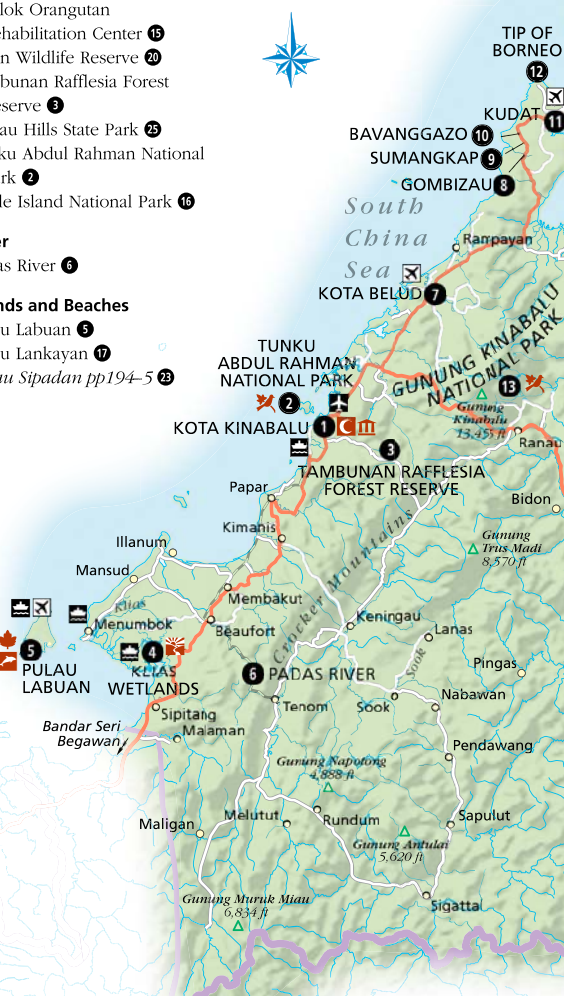 lok Orangutan
ehabilitation Center 15
n Wildlife Reserve 20
bunan Rafflesia Forest
eserve 3
au Hills State Park 25
ku Abdul Rahman National
rk 2
le Island National Park 16
er
as River 6
nds and Beaches
u Labuan 5
u Lankayan 17
au Sipadan pp194–5 23
TIP OF
BORNEO
12
KUDAT 11
BAVANGGAZO 10
SUMANGKAP 9
GOMBIZAU 8
South
China
Sea
Rampayan
KOTA BELUD 7
TUNKU
ABDUL RAHMAN
NATIONAL PARK
2
GUNUNG KINABALU
NATIONAL PARK
13
Gunung
Kinabalu
13,455 ft
KOTA KINABALU 1
Ranau
3
TAMBUNAN RAFFLESIA
FOREST RESERVE
Papar
Bidon
Kimanis
Crocker Mountains
Illanum
Gunung
Trus Madi
8,570 ft
Mansud
Klias
Membakut
Menumbok
Beaufort
Keningau
Lanas
5
PULAU
LABUAN
4
KLIAS
WETLANDS
6 PADAS RIVER
Sook
Pingas
Sipitang
Tenom
Sook
Nabawan
Bandar Seri
Begawan
Malaman
Pendawang
Gunung Napotong
4,888 ft
Maligan
Melutut
Rundum
Sapulut
Gunung Antulai
5,620 ft
Gunung Muruk Miau
6,834 ft
Sigattal